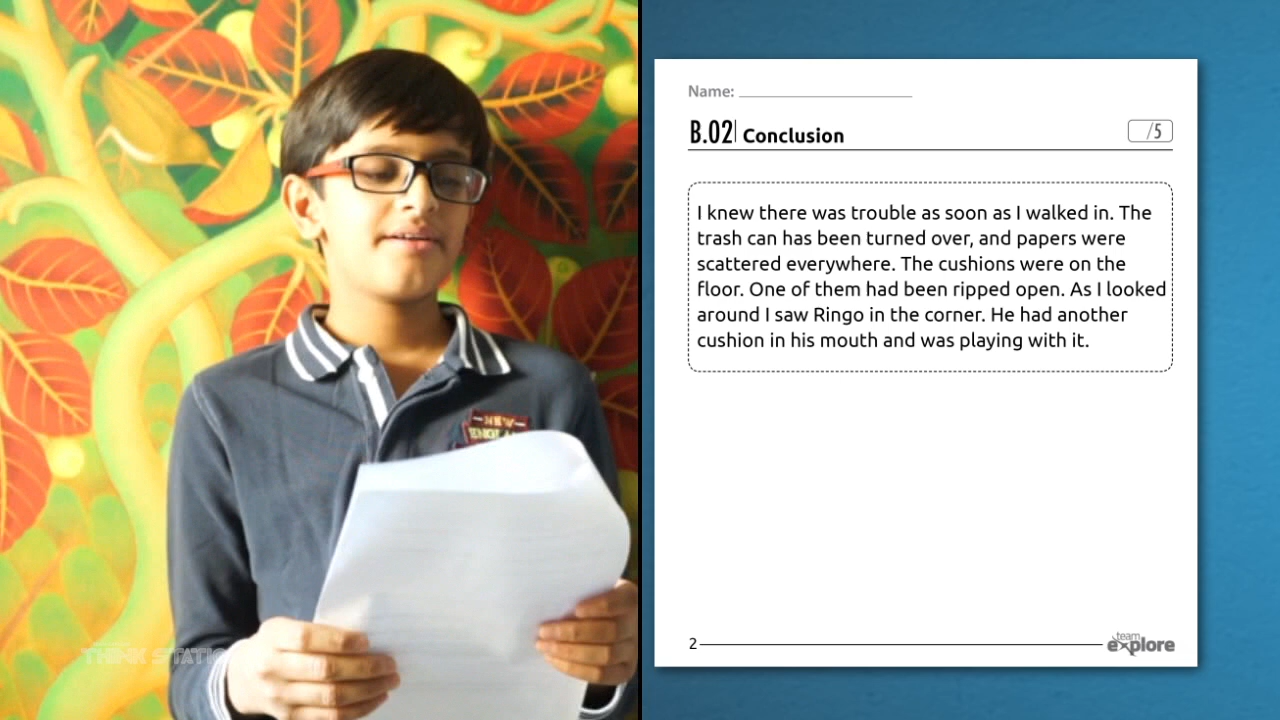 Name:
B.02 Conclusion
/5
I knew there was trouble as soon as I walked in. The
trash can has been turned over, and papers were
scattered everywhere. The cushions were on the
floor. One of them had been ripped open. As I looked
around I saw Ringo in the corner. He had another
cushion in his mouth and was playing with it.
2
team
explore
NEW
THINK STATIO